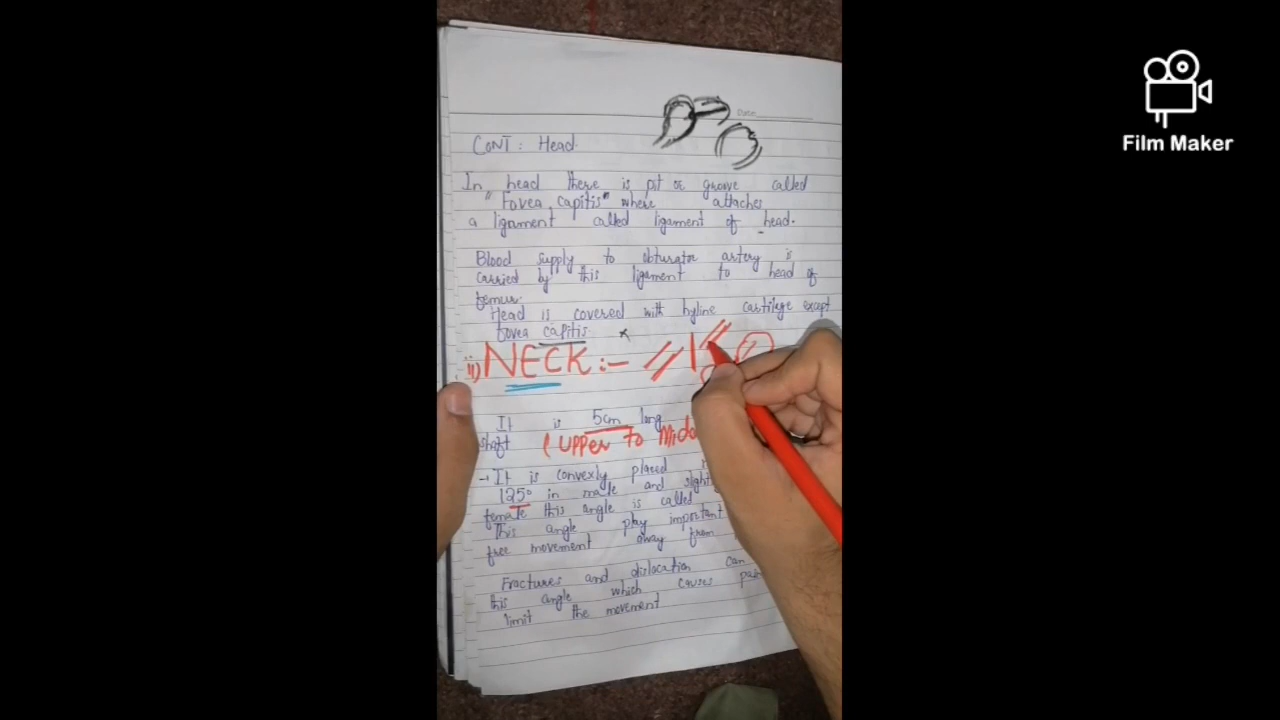 Date
CONT : Head
In head there is pit or groove called
"Fovea capitis" where attaches
a ligament called ligament of head.
Blood supply to obturator artery is
carried by this ligament to head of
femur.
Head is covered with hyline cartilege except
fovea capitis
ii) NECK :-
It is 5cm long
shaft ( UPPer To Midd
→ It is convexly placed
125° in male and slight
female this angle is called
This angle play important
free movement away from
Fractures and dislocation can
this angle which causes pain
limit the movement
Film Maker